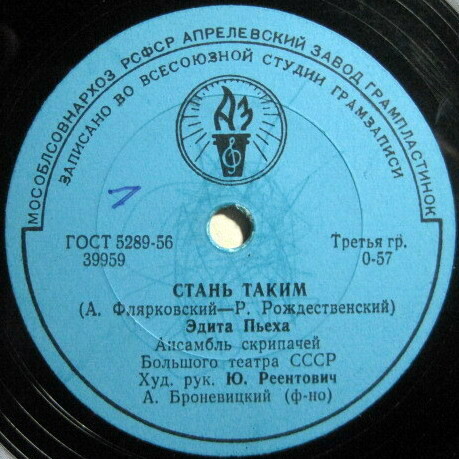 МОСОБЛСОВНАРХОЗ РСФСР АПРЕЛЕВСКИЙ ЗАВОД ГРАМПЛАСТИНОК
ЗАПИСАНО ВО ВСЕСОЮЗНОЙ СТУДИИ ГРАМЗАПИСИ
АЗ
1
ГОСТ 5289-56 Третья гр.
39959 0-57
СТАНЬ ТАКИМ
(А. Флярковский—Р. Рождественский)
Эдита Пьеха
Ансамбль скрипачей
Большого театра СССР
Худ. рук. Ю. Реентович
А. Броневицкий (ф-но)